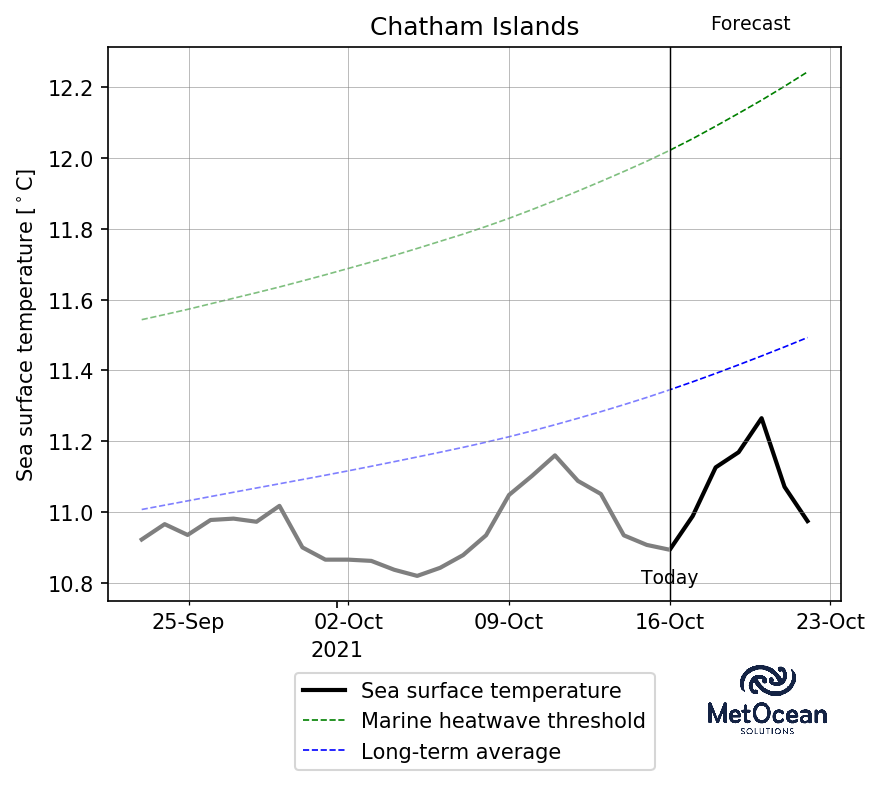 Chatham Islands
Forecast
Sea surface temperature [°C]
12.2
12.0
11.8
11.6
11.4
11.2
11.0
10.8
Today
25-Sep
02-Oct
09-Oct
16-Oct
23-Oct
2021
Sea surface temperature
Marine heatwave threshold
Long-term average
MetOcean
SOLUTIONS